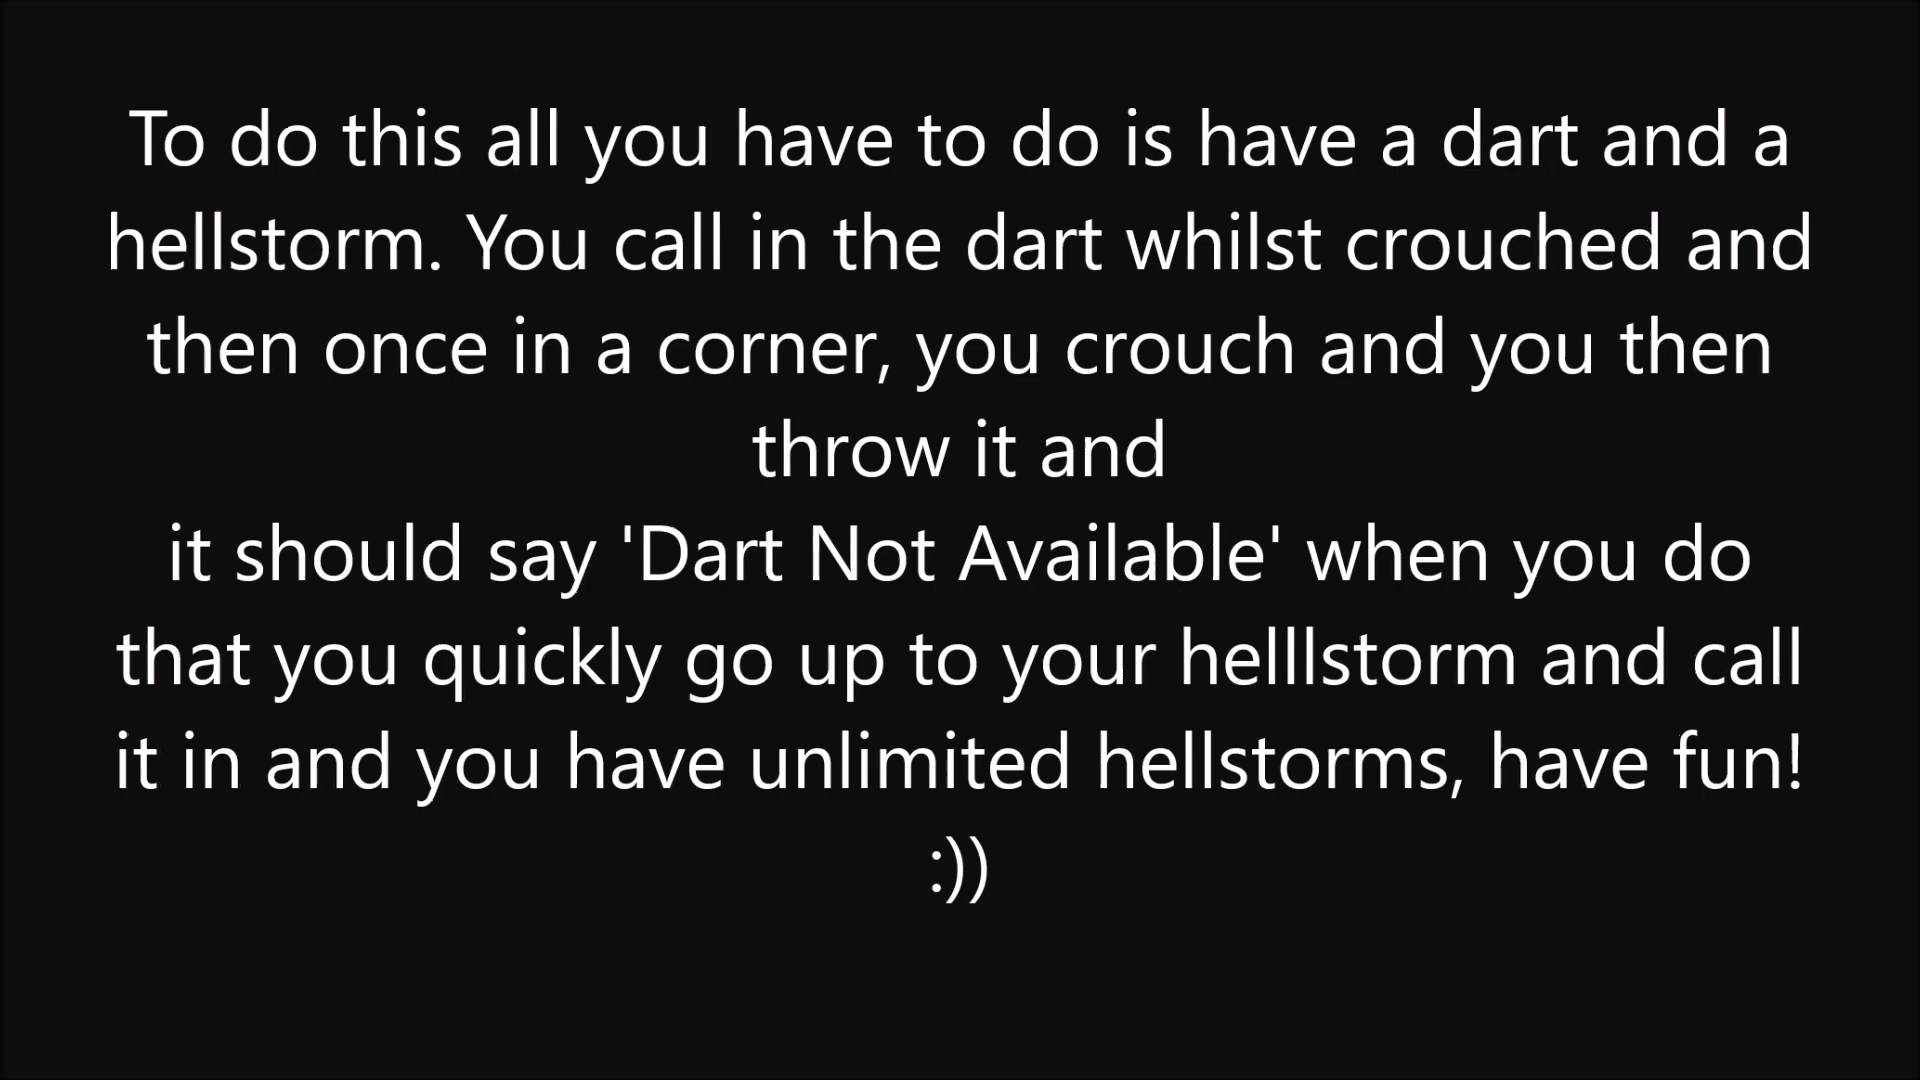 To do this all you have to do is have a dart and a
hellstorm. You call in the dart whilst crouched and
then once in a corner, you crouch and you then
throw it and
it should say 'Dart Not Available' when you do
that you quickly go up to your helllstorm and call
it in and you have unlimited hellstorms, have fun!
:))